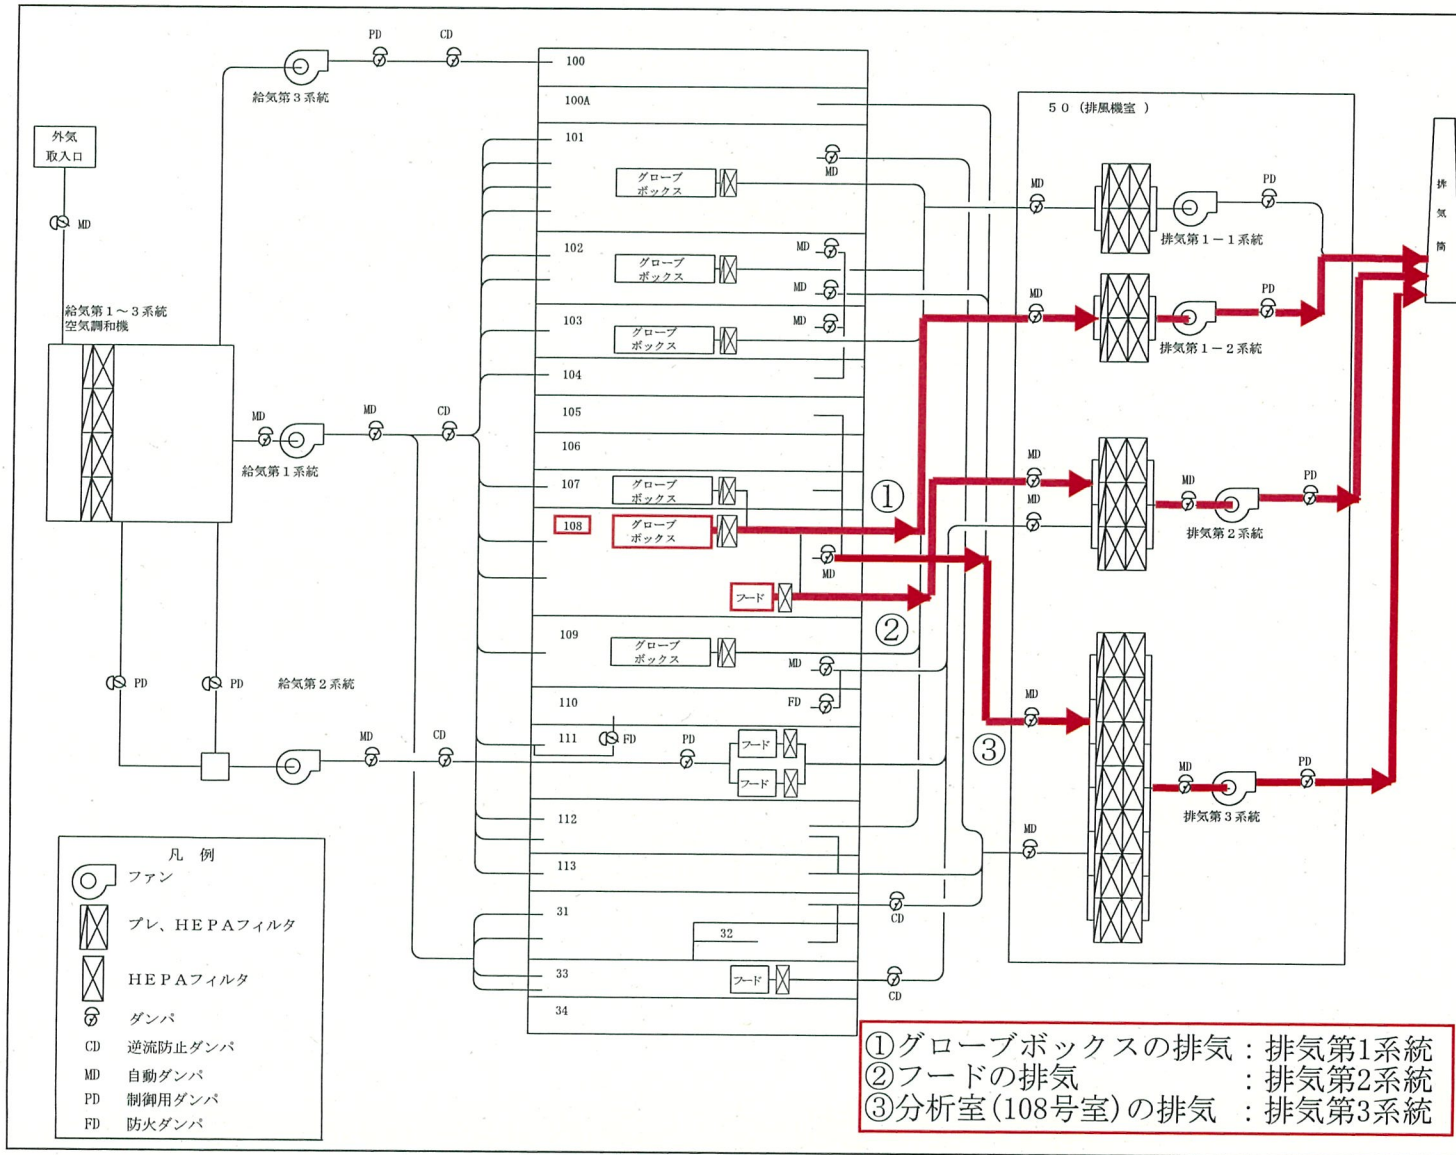 PD
CD
給気第３系統
外気
取入口
MD
給気第１～３系統
空気調和機
MD
給気第１系統
MD
CD
PD
PD
給気第２系統
MD
CD
100
100A
101
グローブ
ボックス
MD
102
グローブ
ボックス
MD
MD
103
グローブ
ボックス
MD
104
105
106
107
グローブ
ボックス
108
グローブ
ボックス
MD
フード
109
グローブ
ボックス
MD
110
FD
111
FD
PD
フード
フード
112
113
31
32
CD
33
フード
CD
34
①
②
③
５０（排風機室）
MD
PD
排気第１－１系統
MD
PD
排気第１－２系統
MD
MD
MD
PD
排気第２系統
MD
MD
PD
排気第３系統
MD
排
気
筒
凡 例
ファン
プレ、ＨＥＰＡフィルタ
ＨＥＰＡフィルタ
ダンパ
CD 逆流防止ダンパ
MD 自動ダンパ
PD 制御用ダンパ
FD 防火ダンパ
①グローブボックスの排気：排気第1系統
②フードの排気 ：排気第2系統
③分析室(108号室)の排気 ：排気第3系統